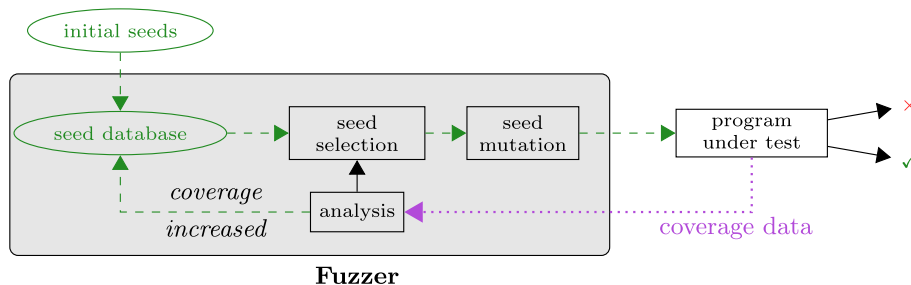 initial seeds
seed database
seed
selection
seed
mutation
program
under test
×
✓
coverage
increased
analysis
coverage data
Fuzzer